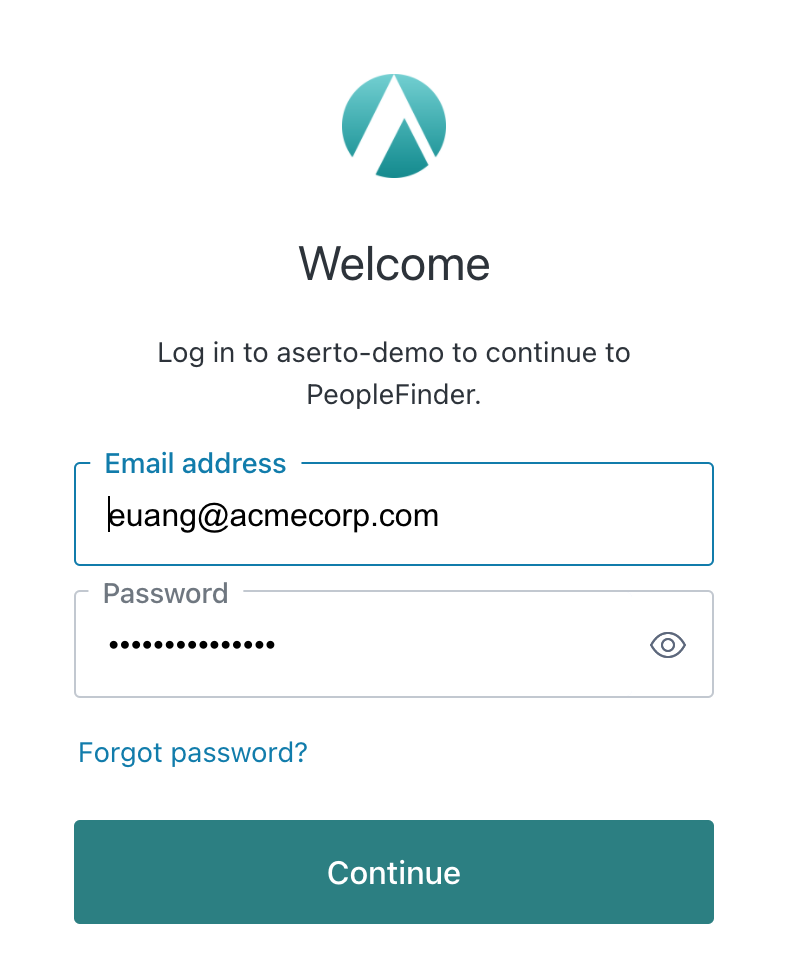 Welcome
Log in to aserto-demo to continue to
PeopleFinder.
Email address
euang@acmecorp.com
Password
•••••••••••••••
Forgot password?
Continue